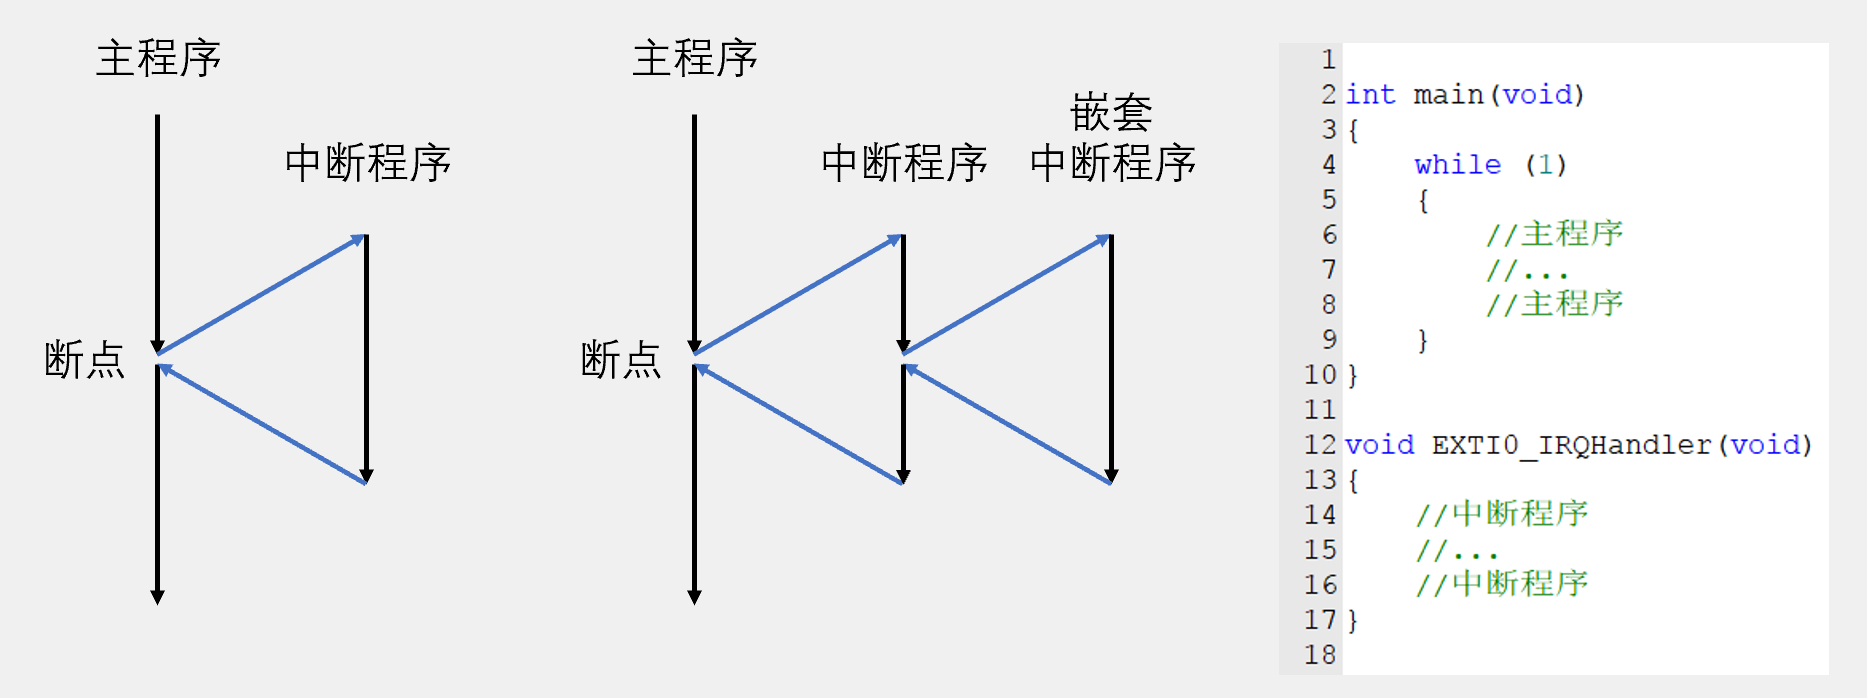 主程序
中断程序
断点
主程序
嵌套
中断程序
中断程序
断点
1
2 int main(void)
3 {
4     while (1)
5     {
6         //主程序
7         //...
8         //主程序
9     }
10 }
11
12 void EXTI0_IRQHandler(void)
13 {
14     //中断程序
15     //...
16     //中断程序
17 }
18